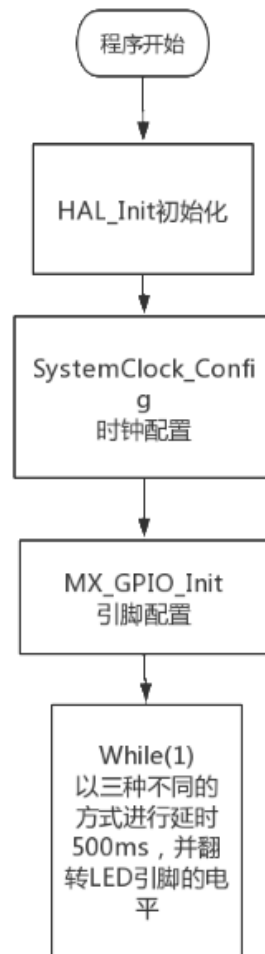 程序开始
HAL_Init初始化
SystemClock_Confi
g
时钟配置
MX_GPIO_Init
引脚配置
While(1)
以三种不同的
方式进行延时
500ms，并翻
转LED引脚的电
平